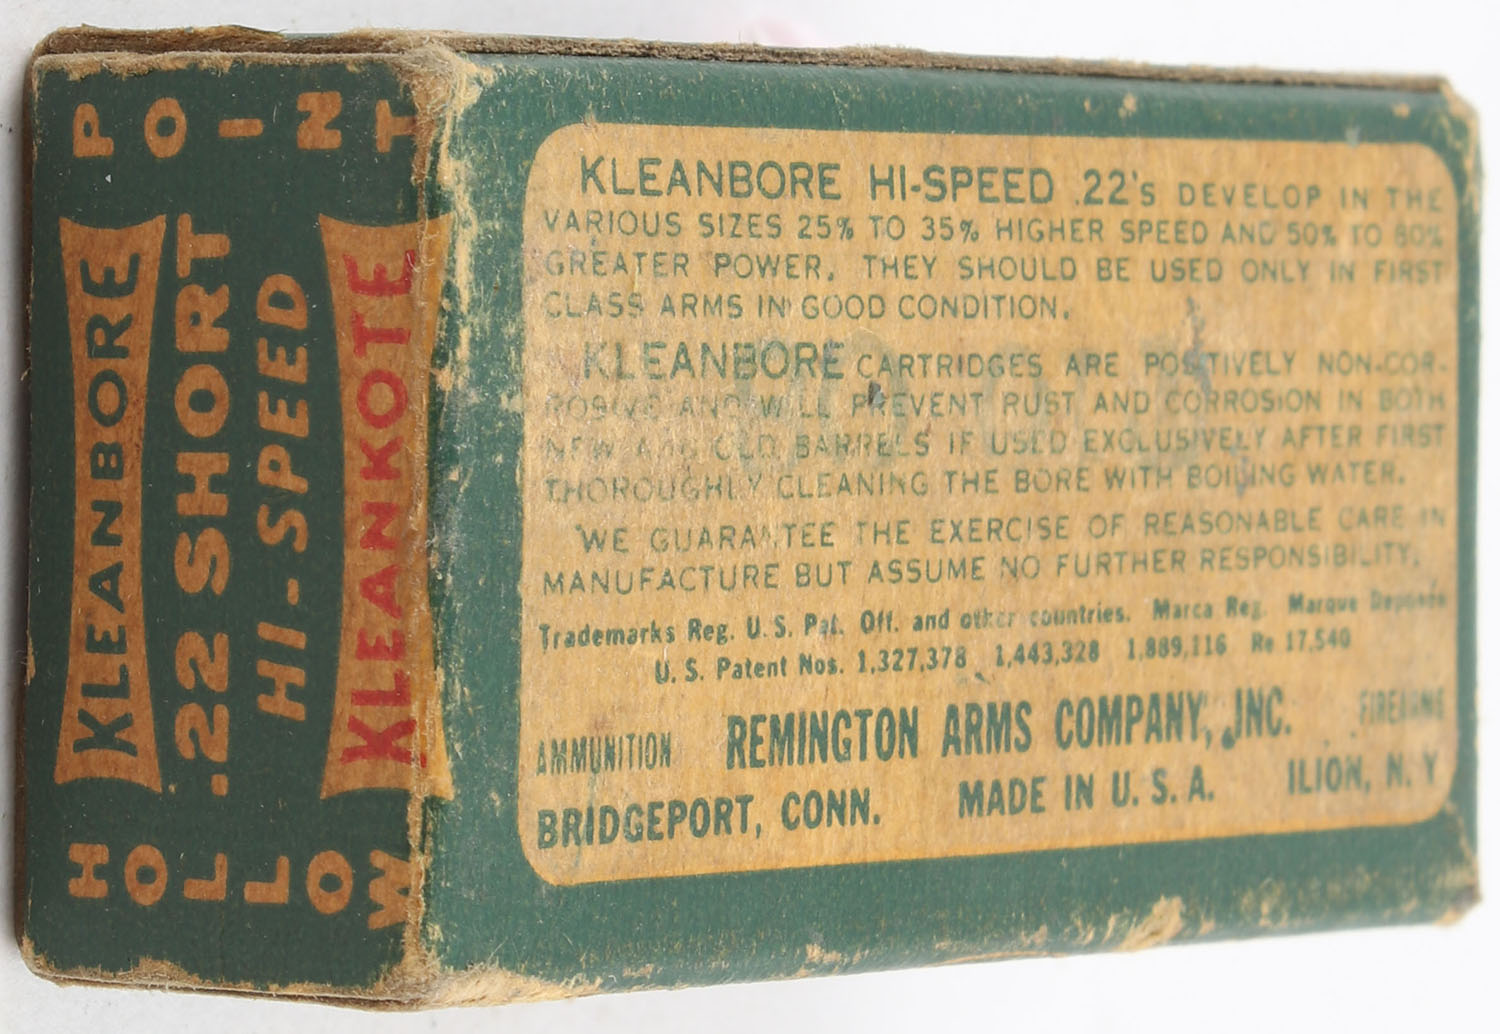 HOLLOW
POINT
KLEANBORE
.22 SHORT
HI-SPEED
KLEANKOTE
KLEANBORE HI-SPEED .22's DEVELOP IN THE
VARIOUS SIZES 25% TO 35% HIGHER SPEED AND 50% TO 80%
GREATER POWER. THEY SHOULD BE USED ONLY IN FIRST
CLASS ARMS IN GOOD CONDITION.
KLEANBORE CARTRIDGES ARE POSITIVELY NON-COR-
ROSIVE AND WILL PREVENT RUST AND CORROSION IN BOTH
NEW AND OLD BARRELS IF USED EXCLUSIVELY AFTER FIRST
THOROUGHLY CLEANING THE BORE WITH BOILING WATER.
WE GUARANTEE THE EXERCISE OF REASONABLE CARE IN
MANUFACTURE BUT ASSUME NO FURTHER RESPONSIBILITY.
Trademarks Reg. U. S. Pat. Off. and other countries. Marca Reg. Marque Deposée
U. S. Patent Nos. 1,327,378 1,443,328 1,889,116 Re 17,540
AMMUNITION REMINGTON ARMS COMPANY, INC. FIREARMS
BRIDGEPORT, CONN. MADE IN U. S. A. ILION, N. Y